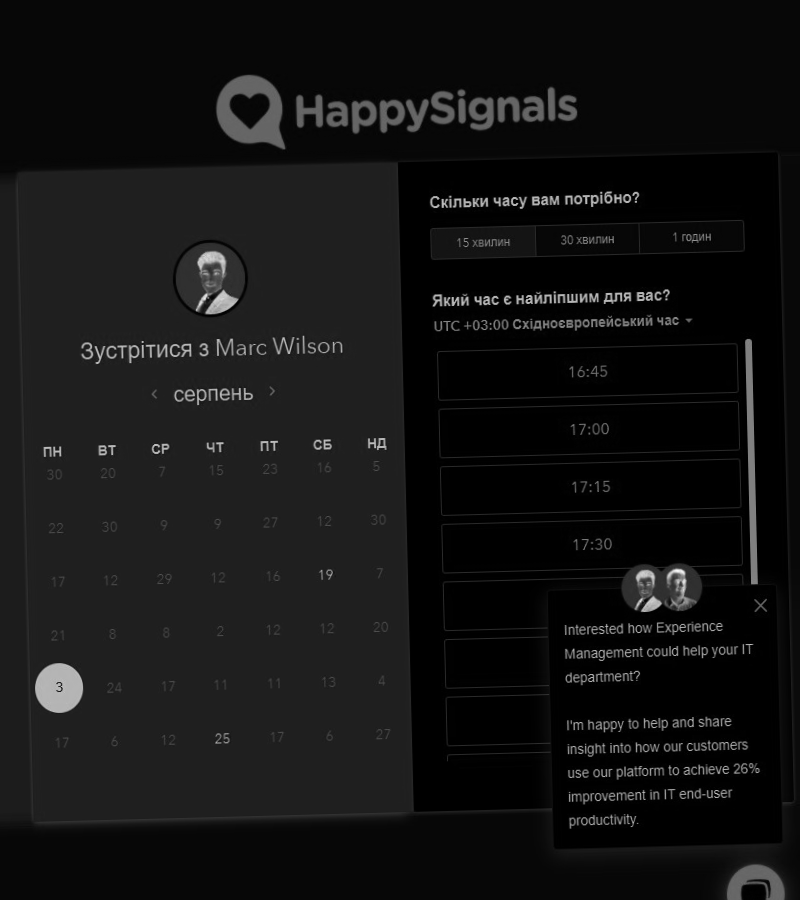 HappySignals
Зустрітися з Marc Wilson
серпень
ПН ВТ СР ЧТ ПТ СБ НД
30 20 7 15 23 16 5
22 30 9 9 27 12 30
17 12 29 12 16 19 7
21 8 8 2 12 12 20
3 24 17 11 11 13 4
17 6 12 25 17 6 27
Скільки часу вам потрібно?
15 хвилин 30 хвилин 1 годин
Який час є найліпшим для вас?
UTC +03:00 Східноєвропейський час
16:45
17:00
17:15
17:30
Interested how Experience
Management could help your IT
department?
I'm happy to help and share
insight into how our customers
use our platform to achieve 26%
improvement in IT end-user
productivity.